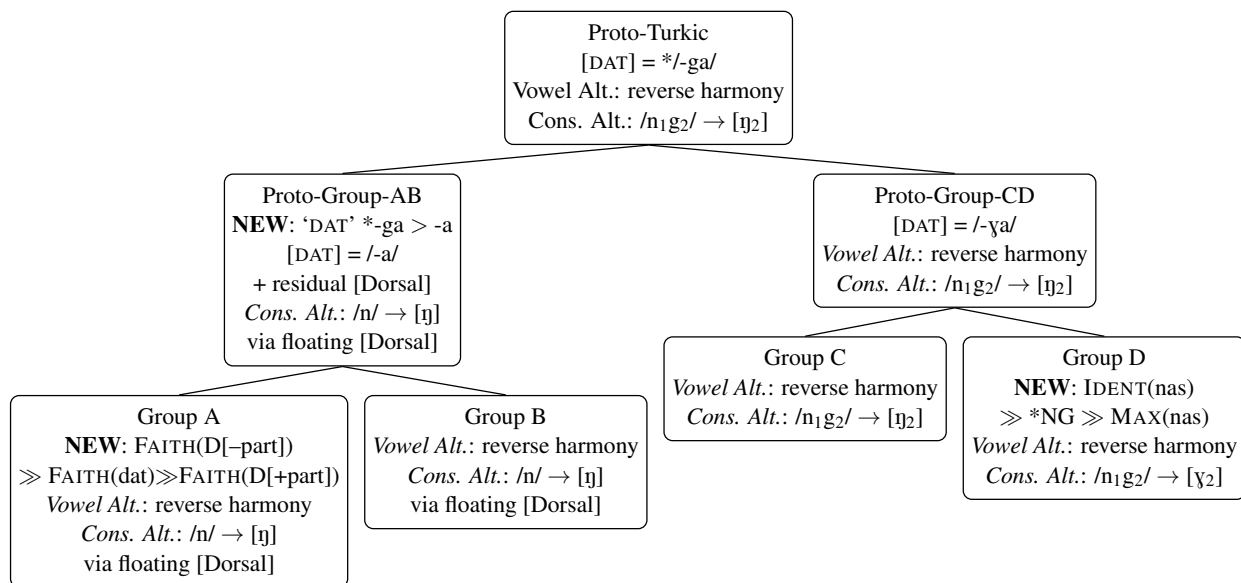 Proto-Turkic
[DAT] = */-ga/
Vowel Alt.: reverse harmony
Cons. Alt.: /n₁g₂/ → [ŋ₂]
Proto-Group-AB
NEW: ‘DAT’ *-ga > -a
[DAT] = /-a/
+ residual [Dorsal]
Cons. Alt.: /n/ → [ŋ]
via floating [Dorsal]
Proto-Group-CD
[DAT] = /-ɣa/
Vowel Alt.: reverse harmony
Cons. Alt.: /n₁g₂/ → [ŋ₂]
Group A
NEW: FAITH(D[–part])
≫ FAITH(dat)≫FAITH(D[+part])
Vowel Alt.: reverse harmony
Cons. Alt.: /n/ → [ŋ]
via floating [Dorsal]
Group B
Vowel Alt.: reverse harmony
Cons. Alt.: /n/ → [ŋ]
via floating [Dorsal]
Group C
Vowel Alt.: reverse harmony
Cons. Alt.: /n₁g₂/ → [ŋ₂]
Group D
NEW: IDENT(nas)
≫ *NG ≫ MAX(nas)
Vowel Alt.: reverse harmony
Cons. Alt.: /n₁g₂/ → [ɣ₂]